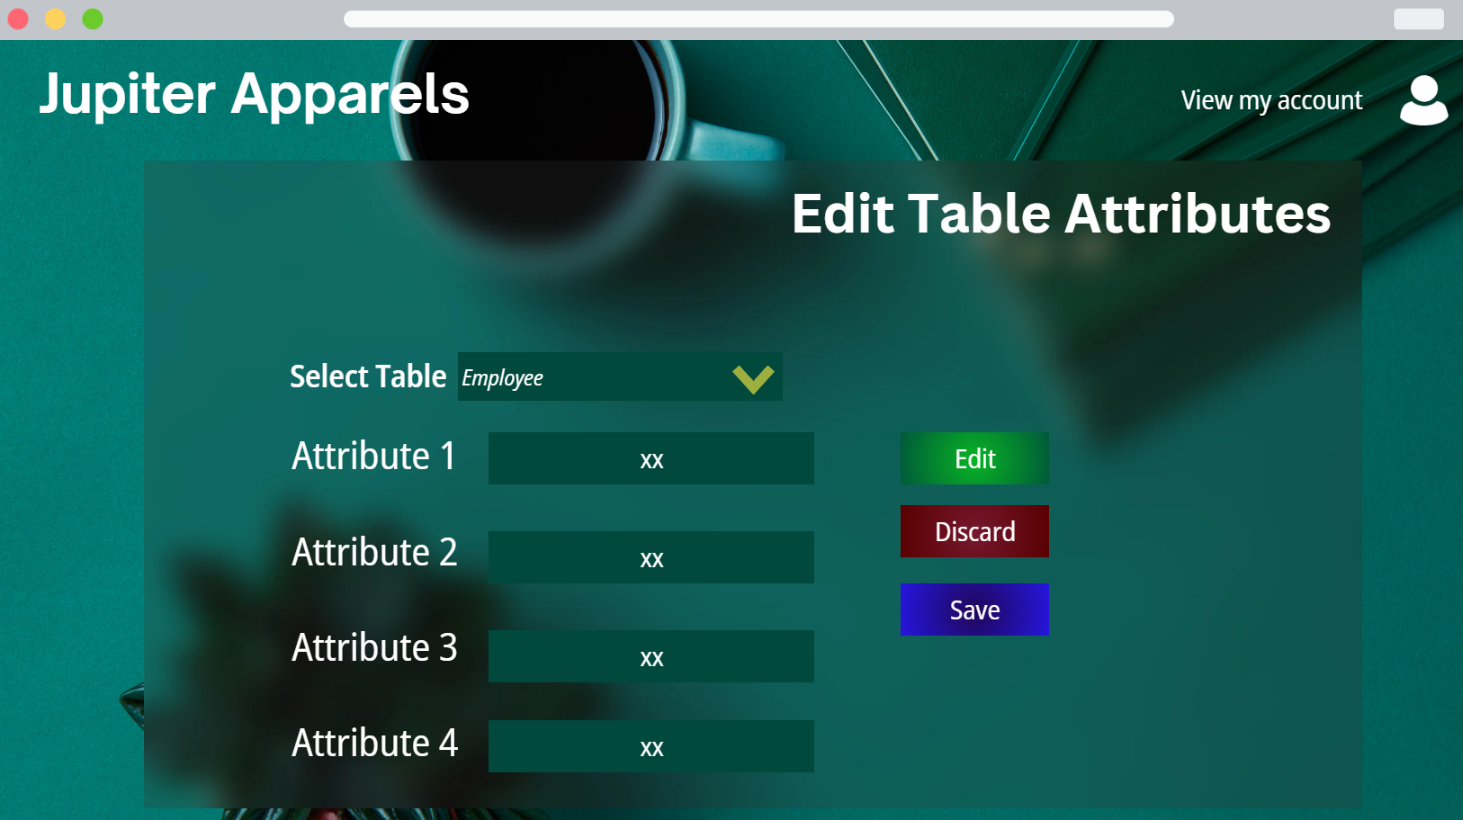 Jupiter Apparels
View my account
Edit Table Attributes
Select Table Employee
Attribute 1 xx Edit
Discard
Attribute 2 xx
Save
Attribute 3 xx
Attribute 4 xx